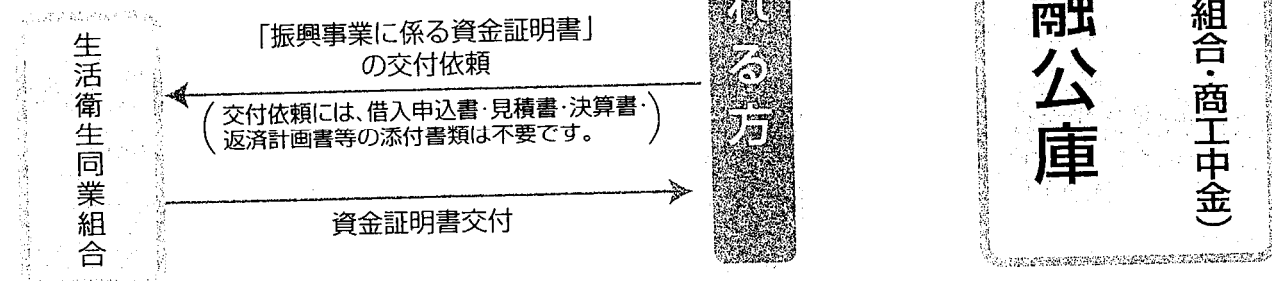 生活衛生同業組合
「振興事業に係る資金証明書」
の交付依頼
(交付依頼には、借入申込書・見積書・決算書・
返済計画書等の添付書類は不要です。)
資金証明書交付
れる方
融公庫
組合・商工中金)